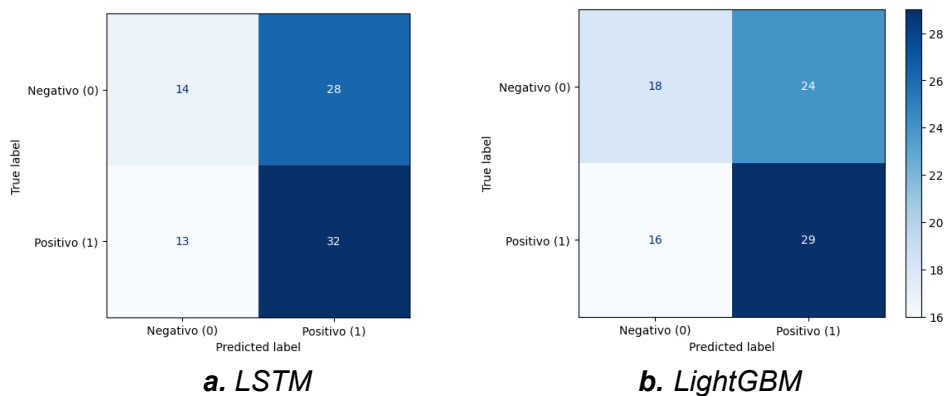 Negativo (0)
14
28
True label
Positivo (1)
13
32
Negativo (0)
Positivo (1)
Predicted label
a. LSTM
Negativo (0)
18
24
True label
Positivo (1)
16
29
Negativo (0)
Positivo (1)
Predicted label
28
26
24
22
20
18
16
b. LightGBM